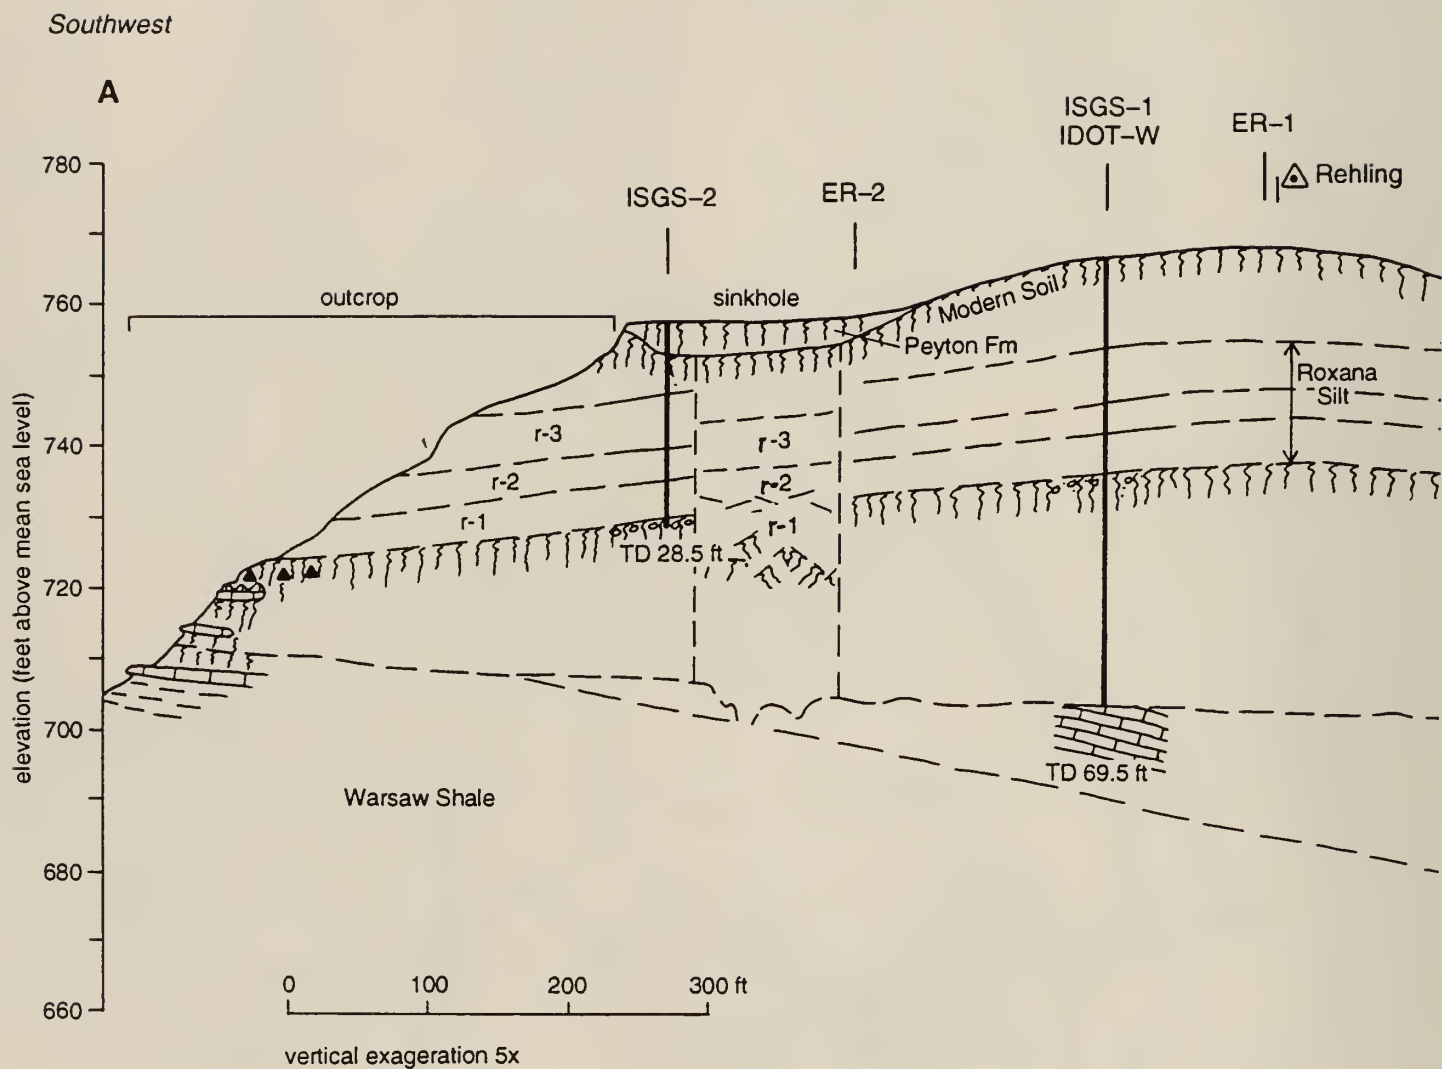 Southwest
A
ISGS-1
IDOT-W
ER-1
Rehling
ISGS-2
ER-2
780
760
740
720
700
680
660
elevation (feet above mean sea level)
outcrop
sinkhole
Modern Soil
Peyton Fm
Roxana
Silt
r-3
r-3
r-2
r-2
r-1
r-1
TD 28.5 ft
TD 69.5 ft
Warsaw Shale
0 100 200 300 ft
vertical exageration 5x